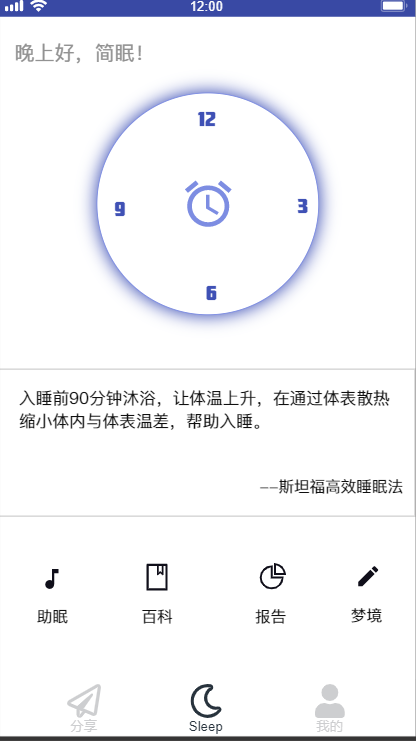 12:00
晚上好，简眠！
12
9
3
6
入睡前90分钟沐浴，让体温上升，在通过体表散热
缩小体内与体表温差，帮助入睡。
--斯坦福高效睡眠法
助眠 百科 报告 梦境
分享 Sleep 我的